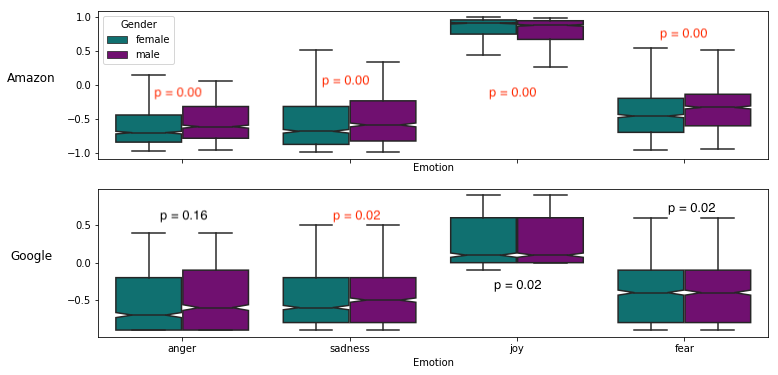 Gender
female
male
1.0
0.5
0.0
−0.5
−1.0
Amazon
p = 0.00
p = 0.00
p = 0.00
p = 0.00
Emotion
0.5
0.0
−0.5
Google
p = 0.16
p = 0.02
p = 0.02
p = 0.02
anger
sadness
joy
fear
Emotion